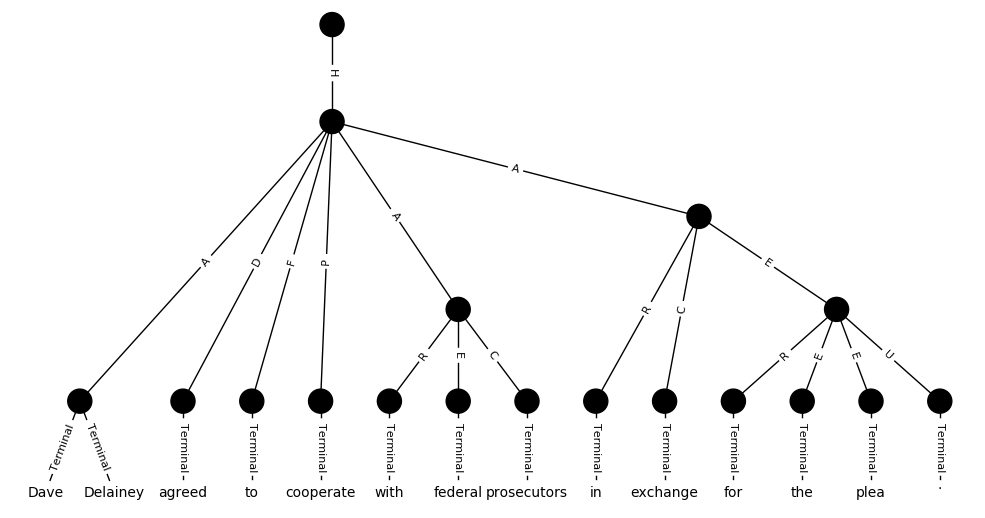 H
A
A
A D F P
E
R C
R E C
R E E U
Terminal Terminal Terminal Terminal Terminal Terminal Terminal Terminal Terminal Terminal Terminal Terminal Terminal Terminal
Dave Delainey agreed to cooperate with federal prosecutors in exchange for the plea .